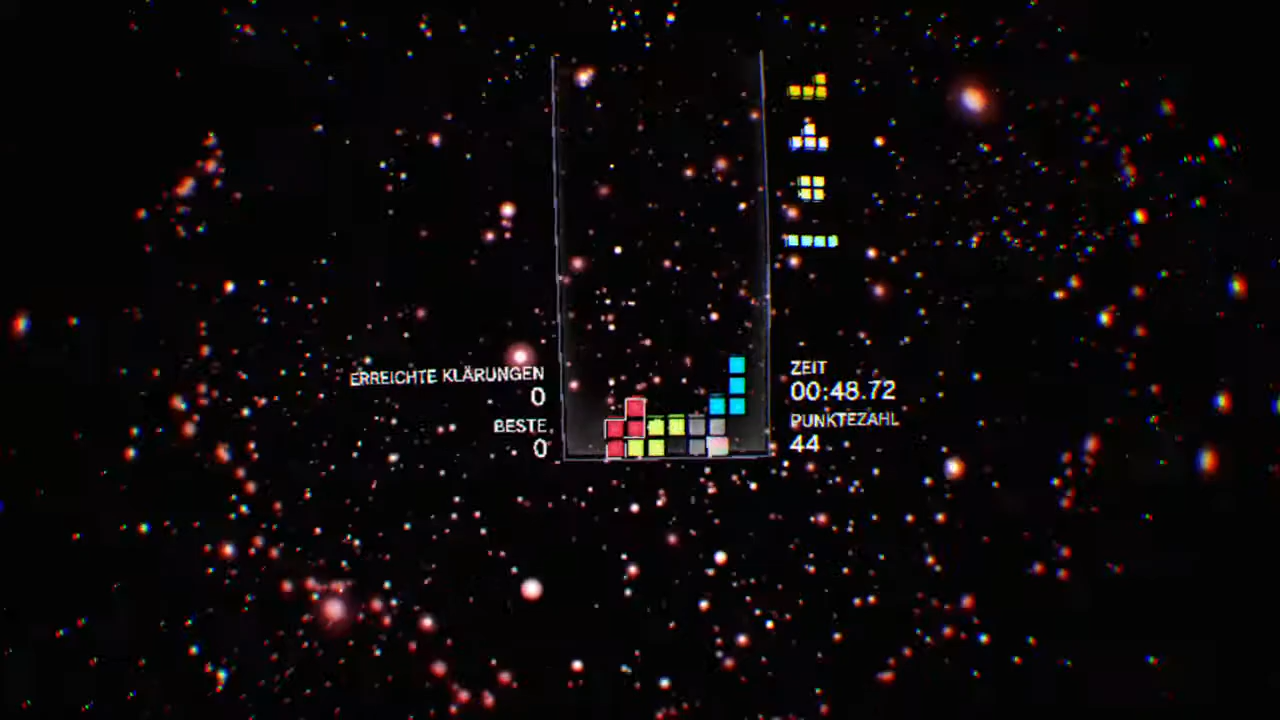 ERREICHTE KLÄRUNGEN
0
BESTE
0
ZEIT
00:48.72
PUNKTEZAHL
44